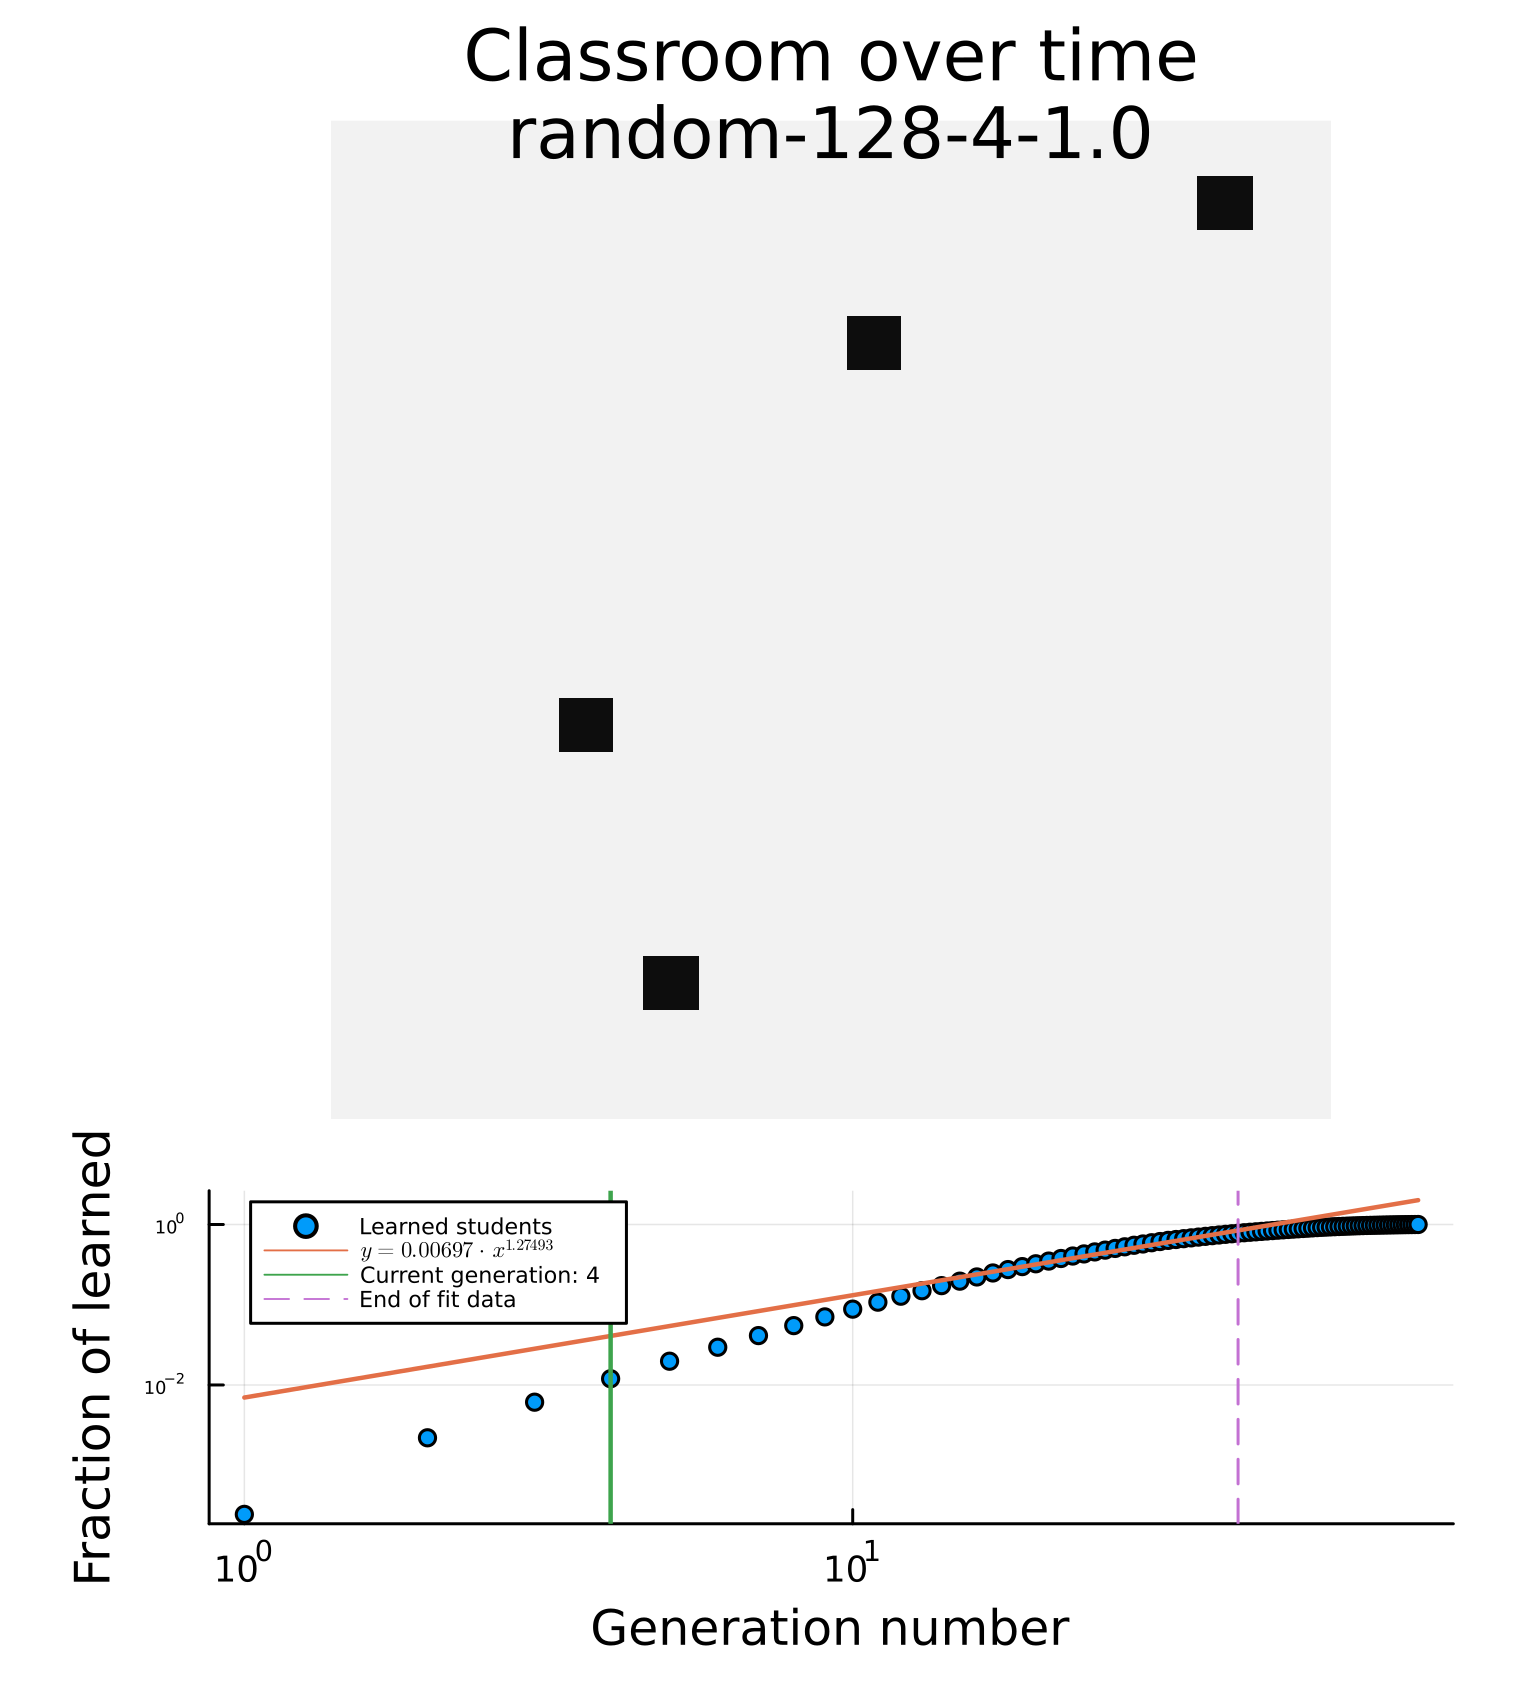 Classroom over time
random-128-4-1.0
Fraction of learned
10⁰
10⁻²
Learned students
y = 0.00697 · x^1.27493
Current generation: 4
End of fit data
10⁰
10¹
Generation number